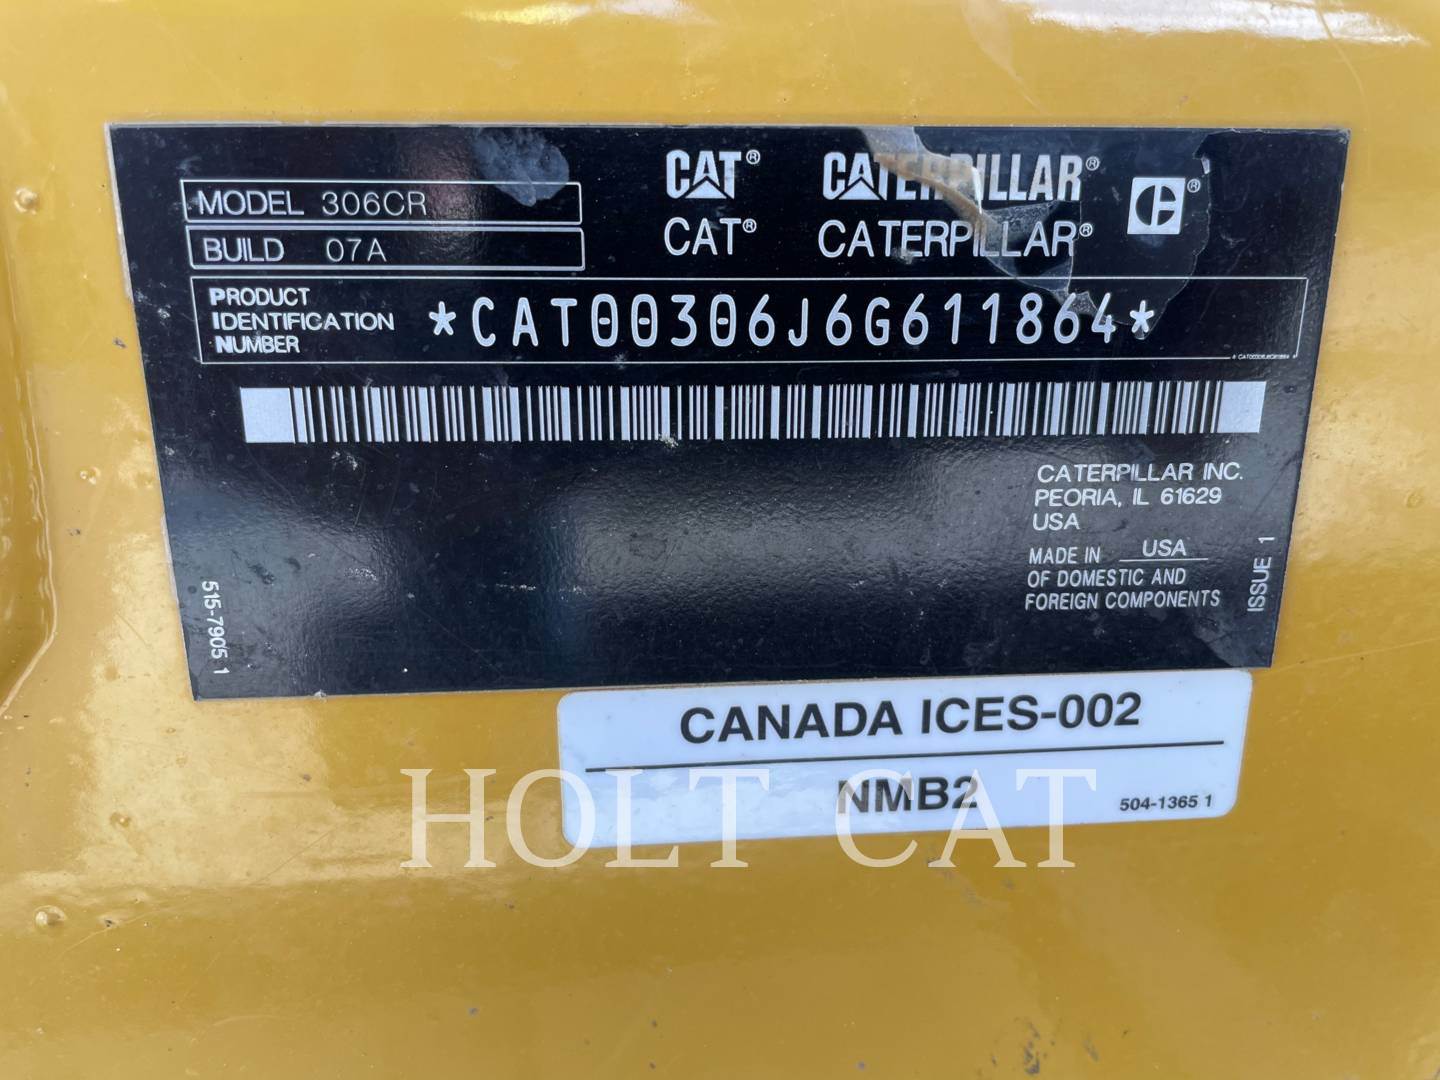 MODEL 306CR
BUILD 07A
CAT® CATERPILLAR® C®
CAT® CATERPILLAR®
PRODUCT
IDENTIFICATION
NUMBER
*CAT00306J6G611864*
CATERPILLAR INC.
PEORIA, IL 61629
USA
MADE IN USA
OF DOMESTIC AND
FOREIGN COMPONENTS
ISSUE 1
515-7905 1
CANADA ICES-002
NMB2
504-1365 1
HOLT CAT